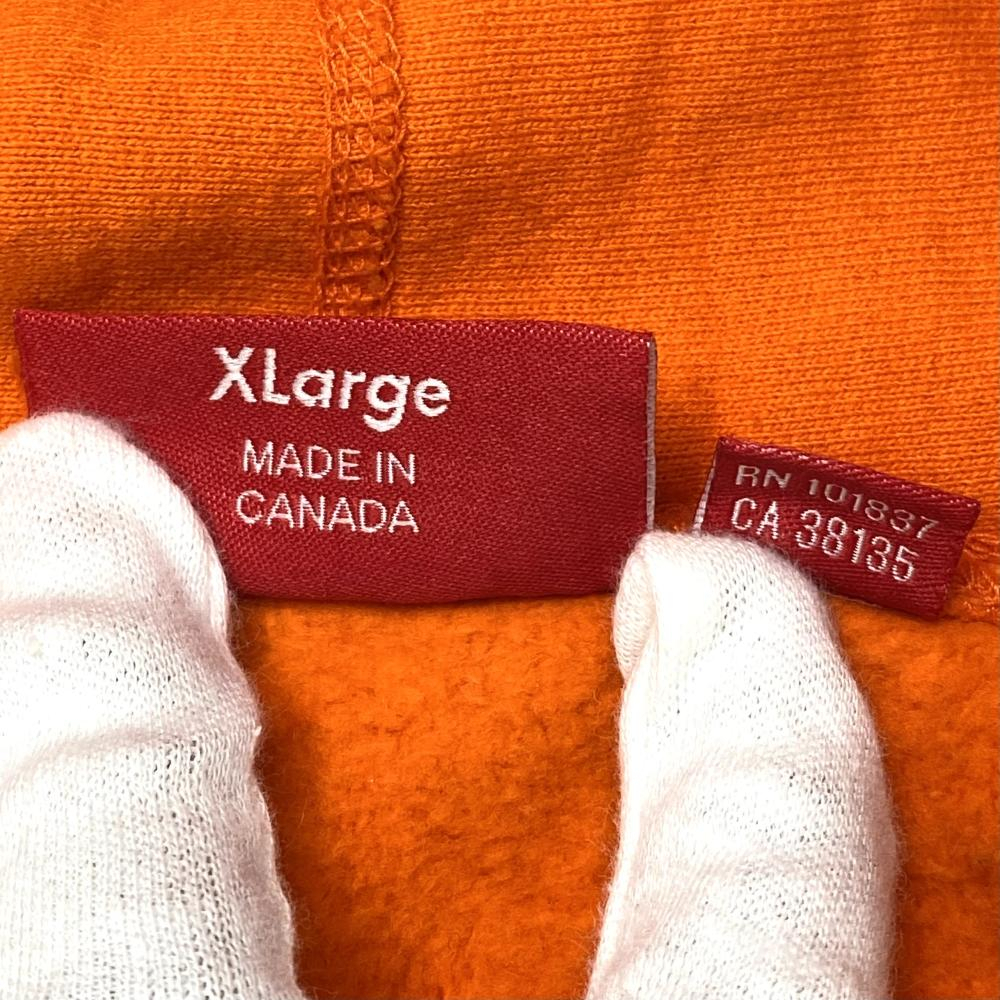 XLarge
MADE IN
CANADA
RN 101837
CA 38135